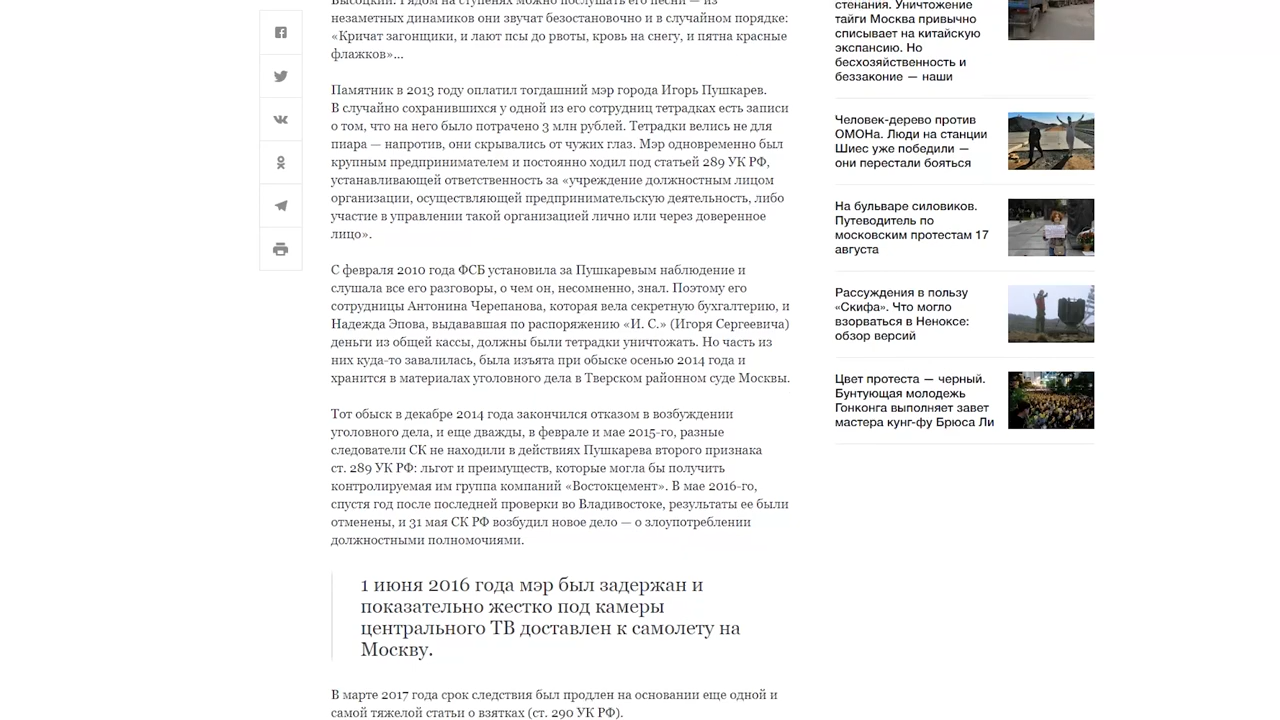 Высоцкий. Рядом на ступенях можно послушать его песни — из
незаметных динамиков они звучат безостановочно и в случайном порядке:
«Кричат загонщики, и лают псы до рвоты, кровь на снегу, и пятна красные
флажков»...
Памятник в 2013 году оплатил тогдашний мэр города Игорь Пушкарев.
В случайно сохранившихся у одной из его сотрудниц тетрадках есть записи
о том, что на него было потрачено 3 млн рублей. Тетрадки велись не для
пиара — напротив, они скрывались от чужих глаз. Мэр одновременно был
крупным предпринимателем и постоянно ходил под статьей 289 УК РФ,
устанавливающей ответственность за «учреждение должностным лицом
организации, осуществляющей предпринимательскую деятельность, либо
участие в управлении такой организацией лично или через доверенное
лицо».
С февраля 2010 года ФСБ установила за Пушкаревым наблюдение и
слушала все его разговоры, о чем он, несомненно, знал. Поэтому его
сотрудницы Антонина Черепанова, которая вела секретную бухгалтерию, и
Надежда Эпова, выдававшая по распоряжению «И. С.» (Игоря Сергеевича)
деньги из общей кассы, должны были тетрадки уничтожать. Но часть из
них куда-то завалилась, была изъята при обыске осенью 2014 года и
хранится в материалах уголовного дела в Тверском районном суде Москвы.
Тот обыск в декабре 2014 года закончился отказом в возбуждении
уголовного дела, и еще дважды, в феврале и мае 2015-го, разные
следователи СК не находили в действиях Пушкарева второго признака
ст. 289 УК РФ: льгот и преимуществ, которые могла бы получить
контролируемая им группа компаний «Востокцемент». В мае 2016-го,
спустя год после последней проверки во Владивостоке, результаты ее были
отменены, и 31 мая СК РФ возбудил новое дело — о злоупотреблении
должностными полномочиями.
1 июня 2016 года мэр был задержан и
показательно жестко под камеры
центрального ТВ доставлен к самолету на
Москву.
В марте 2017 года срок следствия был продлен на основании еще одной и
самой тяжелой статьи о взятках (ст. 290 УК РФ).
стенания. Уничтожение
тайги Москва привычно
списывает на китайскую
экспансию. Но
бесхозяйственность и
беззаконие — наши
Человек-дерево против
ОМОНа. Люди на станции
Шиес уже победили —
они перестали бояться
На бульваре силовиков.
Путеводитель по
московским протестам 17
августа
Рассуждения в пользу
«Скифа». Что могло
взорваться в Неноксе:
обзор версий
Цвет протеста — черный.
Бунтующая молодежь
Гонконга выполняет завет
мастера кунг-фу Брюса Ли